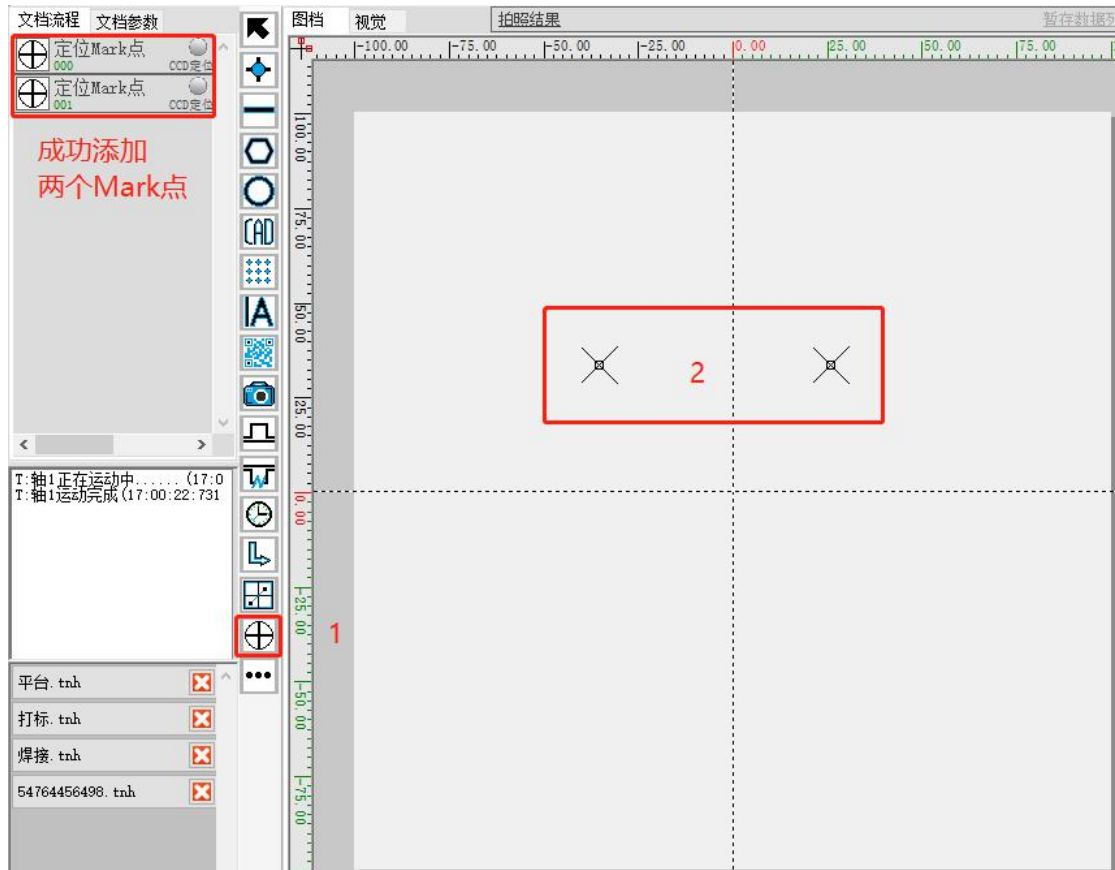 文档流程 文档参数
定位Mark点
000 CCD定位
定位Mark点
001 CCD定位
成功添加
两个Mark点
T:轴1正在运动中...... (17:0
T:轴1运动完成(17:00:22:731
平台.tnh
打标.tnh
焊接.tnh
54764456498.tnh
CAD
A
图档 视觉 拍照结果 暂存数据列
-100.00 -75.00 -50.00 -25.00 0.00 25.00 50.00 75.00
100.00
75.00
50.00
25.00
0.00
-25.00
-50.00
-75.00
2
1